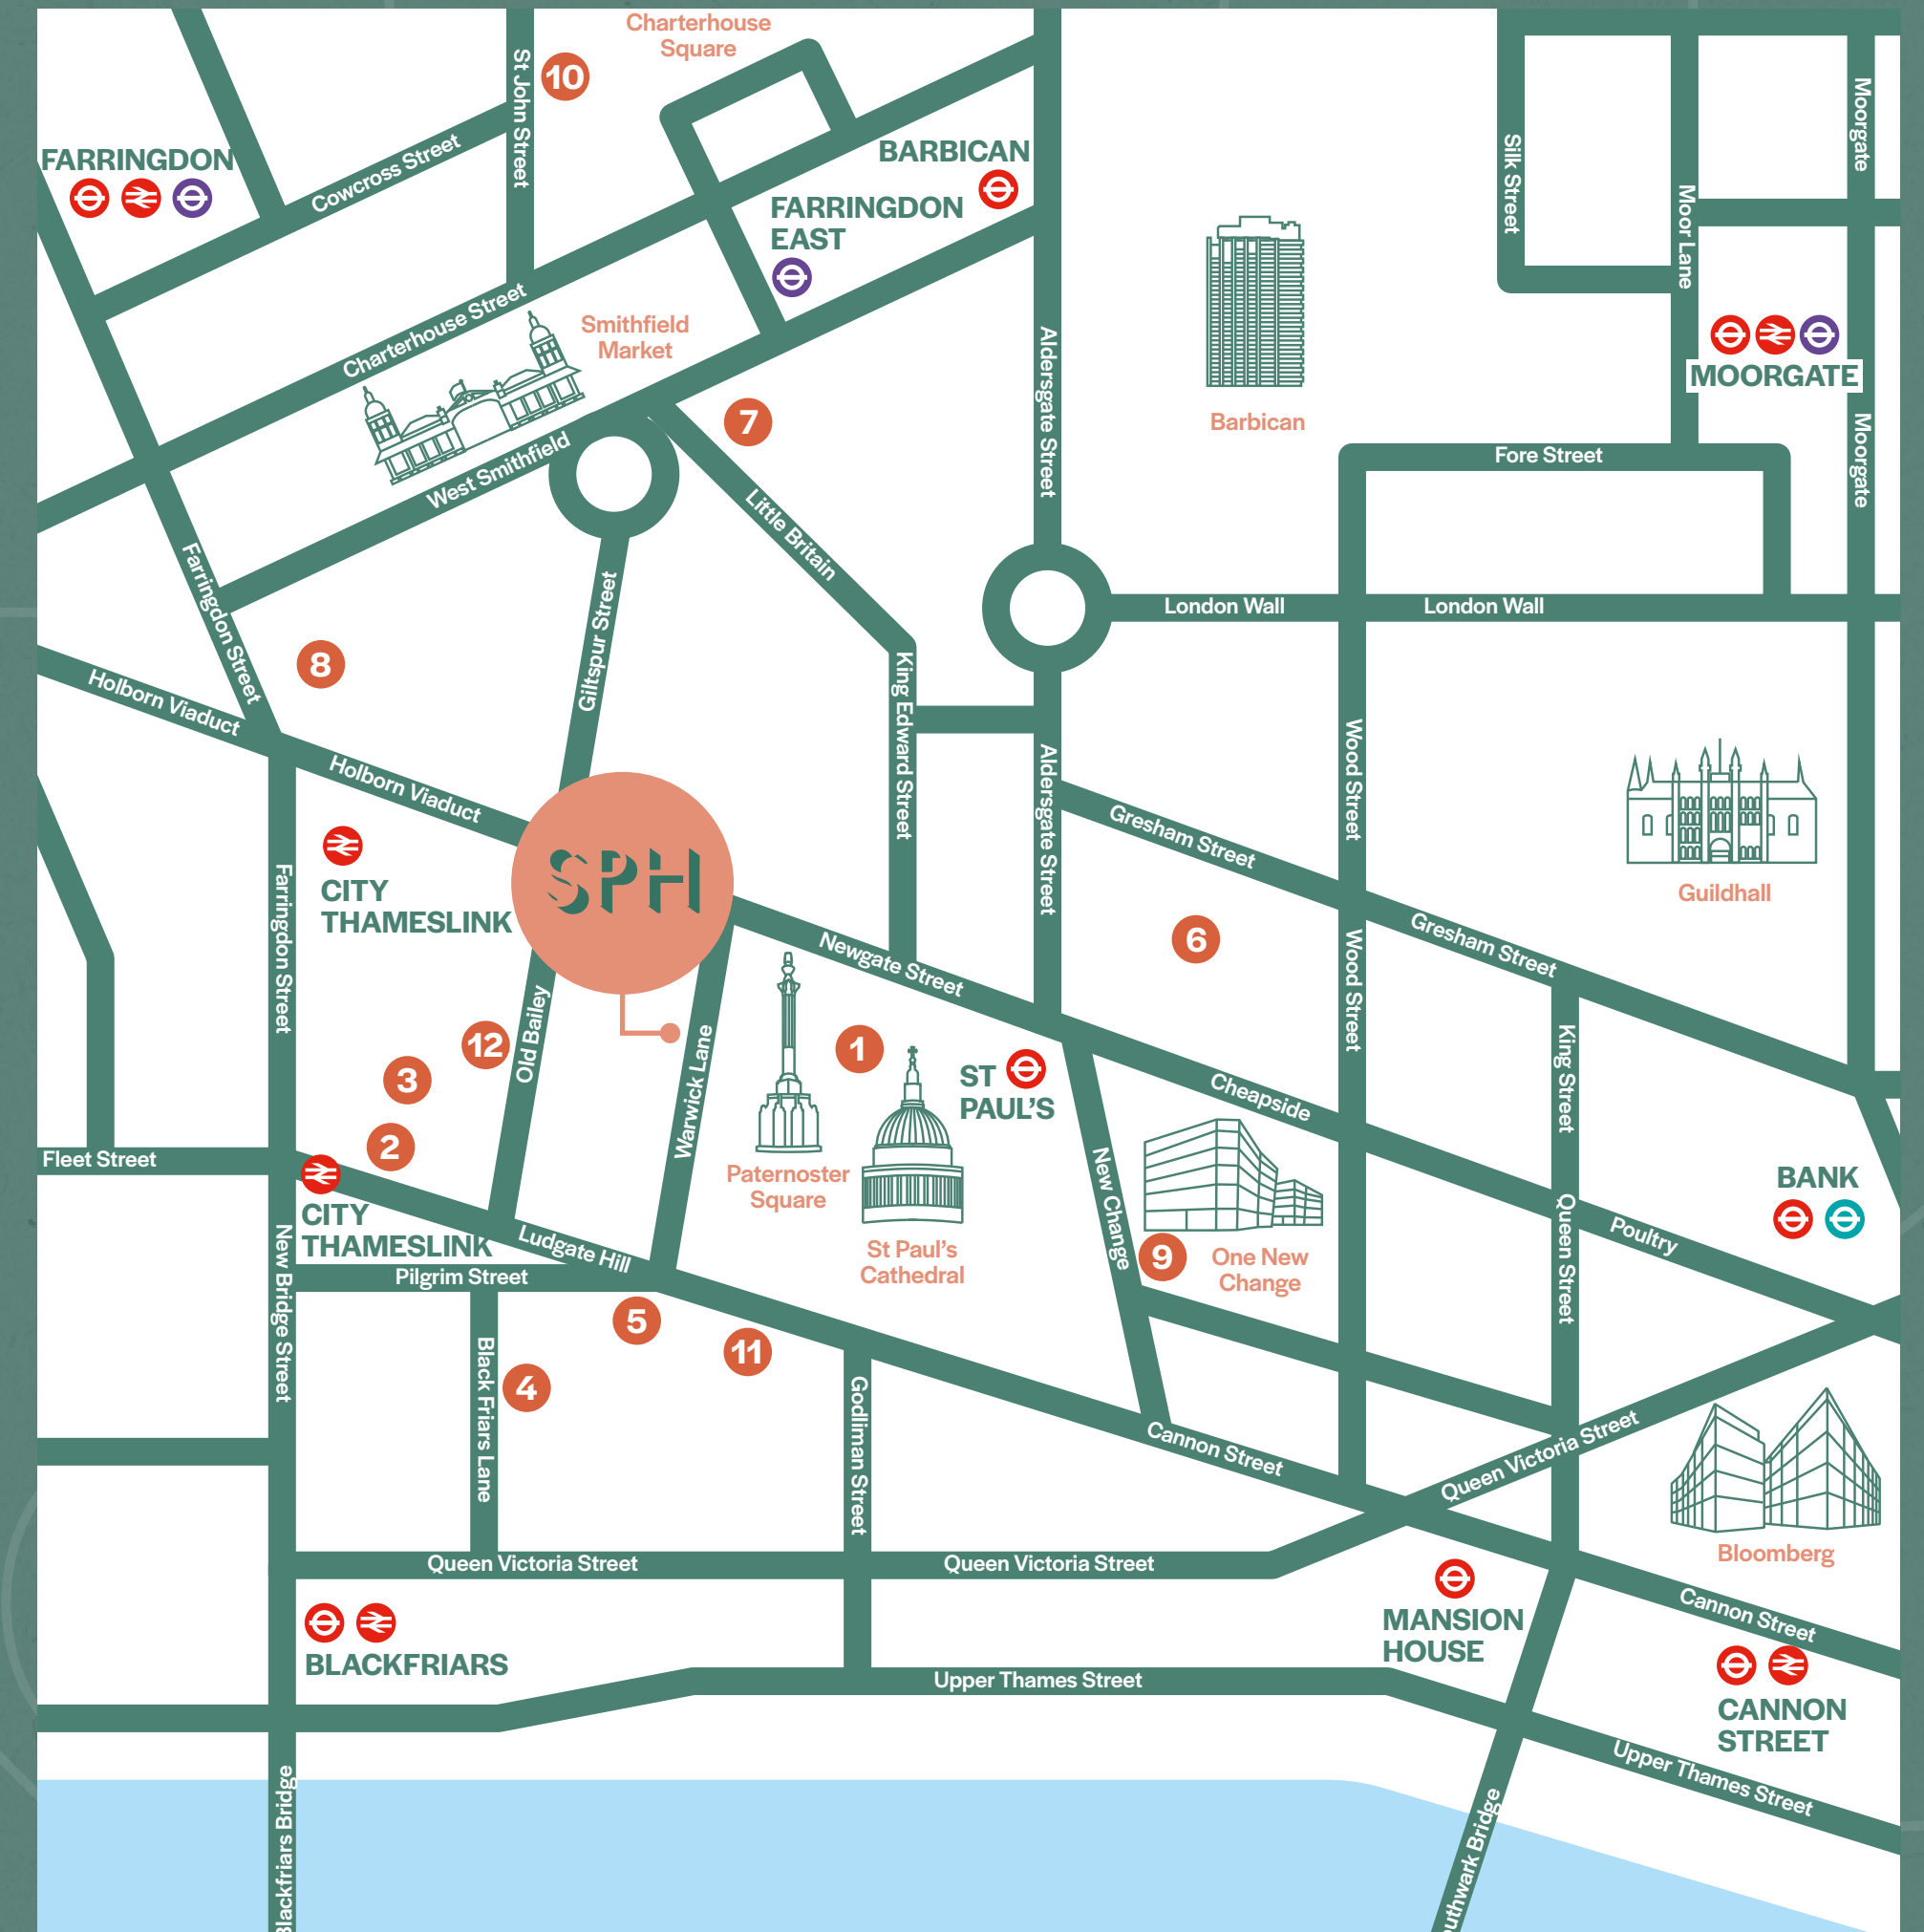 Charterhouse
Square
St John Street
10
Moorgate
Silk Street
Moor Lane
FARRINGDON
Cowcross Street
BARBICAN
FARRINGDON
EAST
Charterhouse Street
Smithfield
Market
Aldersgate Street
Barbican
MOORGATE
Moorgate
7
West Smithfield
Little Britain
Fore Street
Farringdon Street
Giltspur Street
London Wall
London Wall
8
Holborn Viaduct
King Edward Street
Holborn Viaduct
Aldersgate Street
Wood Street
Gresham Street
Guildhall
CITY
THAMESLINK
SPH
Farringdon Street
6
Newgate Street
Wood Street
Gresham Street
Old Bailey
12
3
Warwick Lane
1
ST
PAUL'S
Cheapside
King Street
2
Fleet Street
Paternoster
Square
New Change
BANK
CITY
THAMESLINK
Ludgate Hill
St Paul's
Cathedral
9
One New
Change
Queen Street
Poultry
New Bridge Street
Pilgrim Street
5
11
Black Friars Lane
4
Godliman Street
Cannon Street
Queen Victoria Street
Queen Victoria Street
Queen Victoria Street
Bloomberg
BLACKFRIARS
MANSION
HOUSE
Cannon Street
Upper Thames Street
CANNON
STREET
Upper Thames Street
Blackfriars Bridge
uthwark Bridge